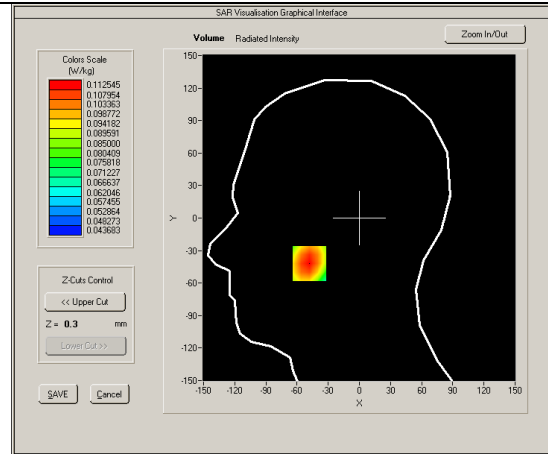 SAR Visualisation Graphical Interface
Volume Radiated Intensity
Zoom In/Out
Colors Scale
(W/kg)
0.112545
0.107954
0.103363
0.098772
0.094182
0.089591
0.085000
0.080409
0.075818
0.071227
0.066637
0.062046
0.057455
0.052864
0.048273
0.043683
Z-Cuts Control
<< Upper Cut
Z = 0.3 mm
Lower Cut >>
SAVE Cancel
150
120
90
60
30
0
-30
-60
-90
-120
-150
Y
-150 -120 -90 -60 -30 0 30 60 90 120 150
X